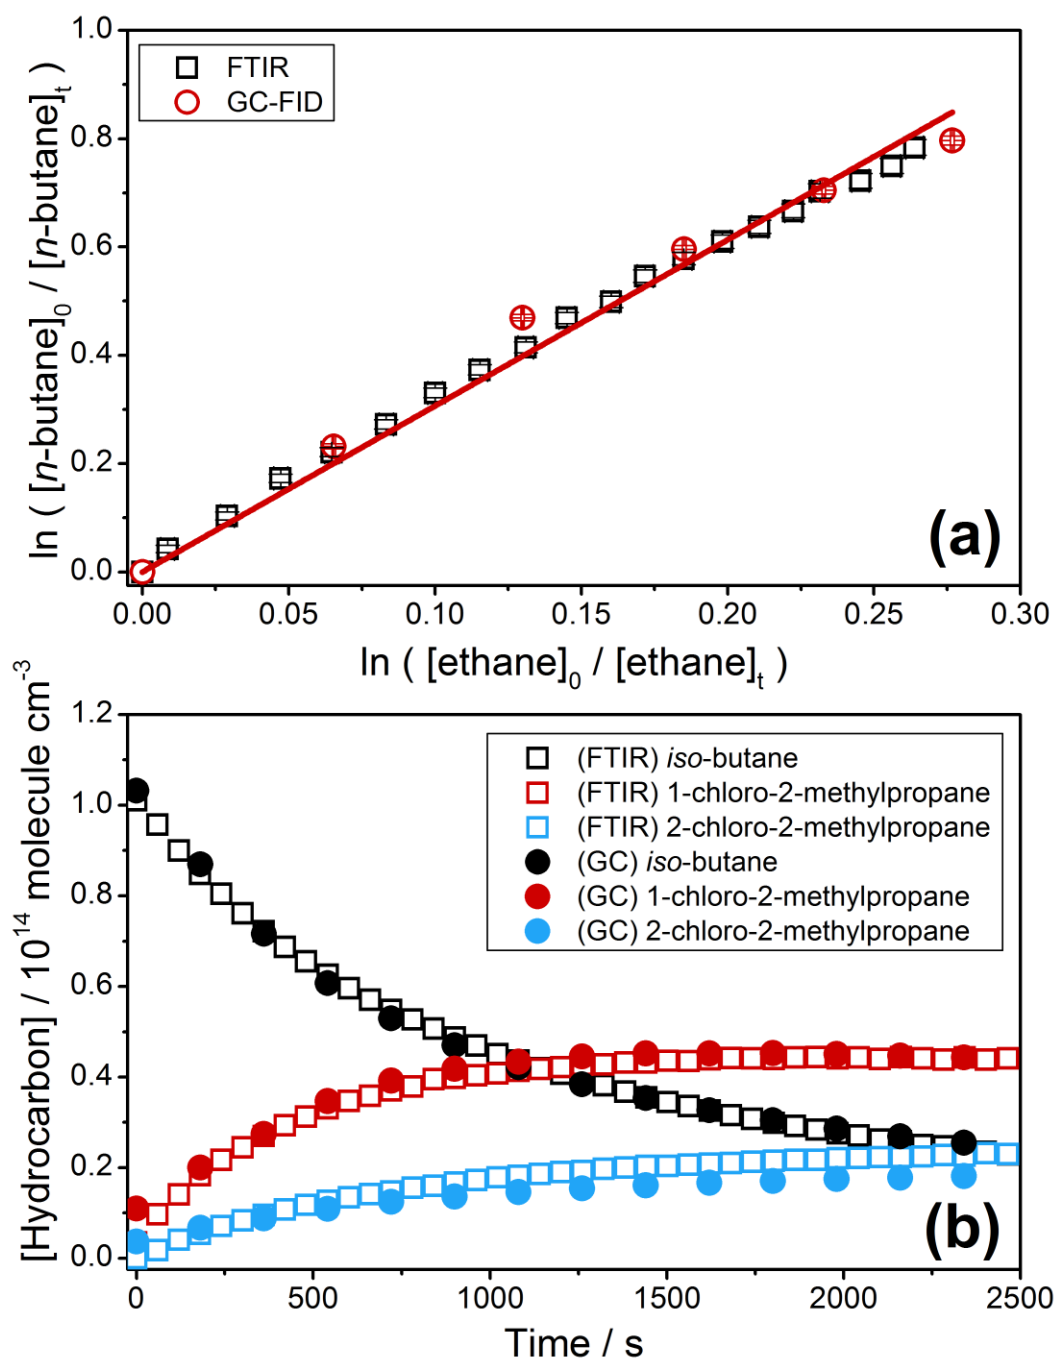 1.0
0.8
0.6
0.4
0.2
0.0
ln ( [n-butane]₀ / [n-butane]ₜ )
FTIR
GC-FID
(a)
0.00 0.05 0.10 0.15 0.20 0.25 0.30
ln ( [ethane]₀ / [ethane]ₜ )
1.2
1.0
0.8
0.6
0.4
0.2
0.0
[Hydrocarbon] / 10¹⁴ molecule cm⁻³
(FTIR) iso-butane
(FTIR) 1-chloro-2-methylpropane
(FTIR) 2-chloro-2-methylpropane
(GC) iso-butane
(GC) 1-chloro-2-methylpropane
(GC) 2-chloro-2-methylpropane
(b)
0 500 1000 1500 2000 2500
Time / s